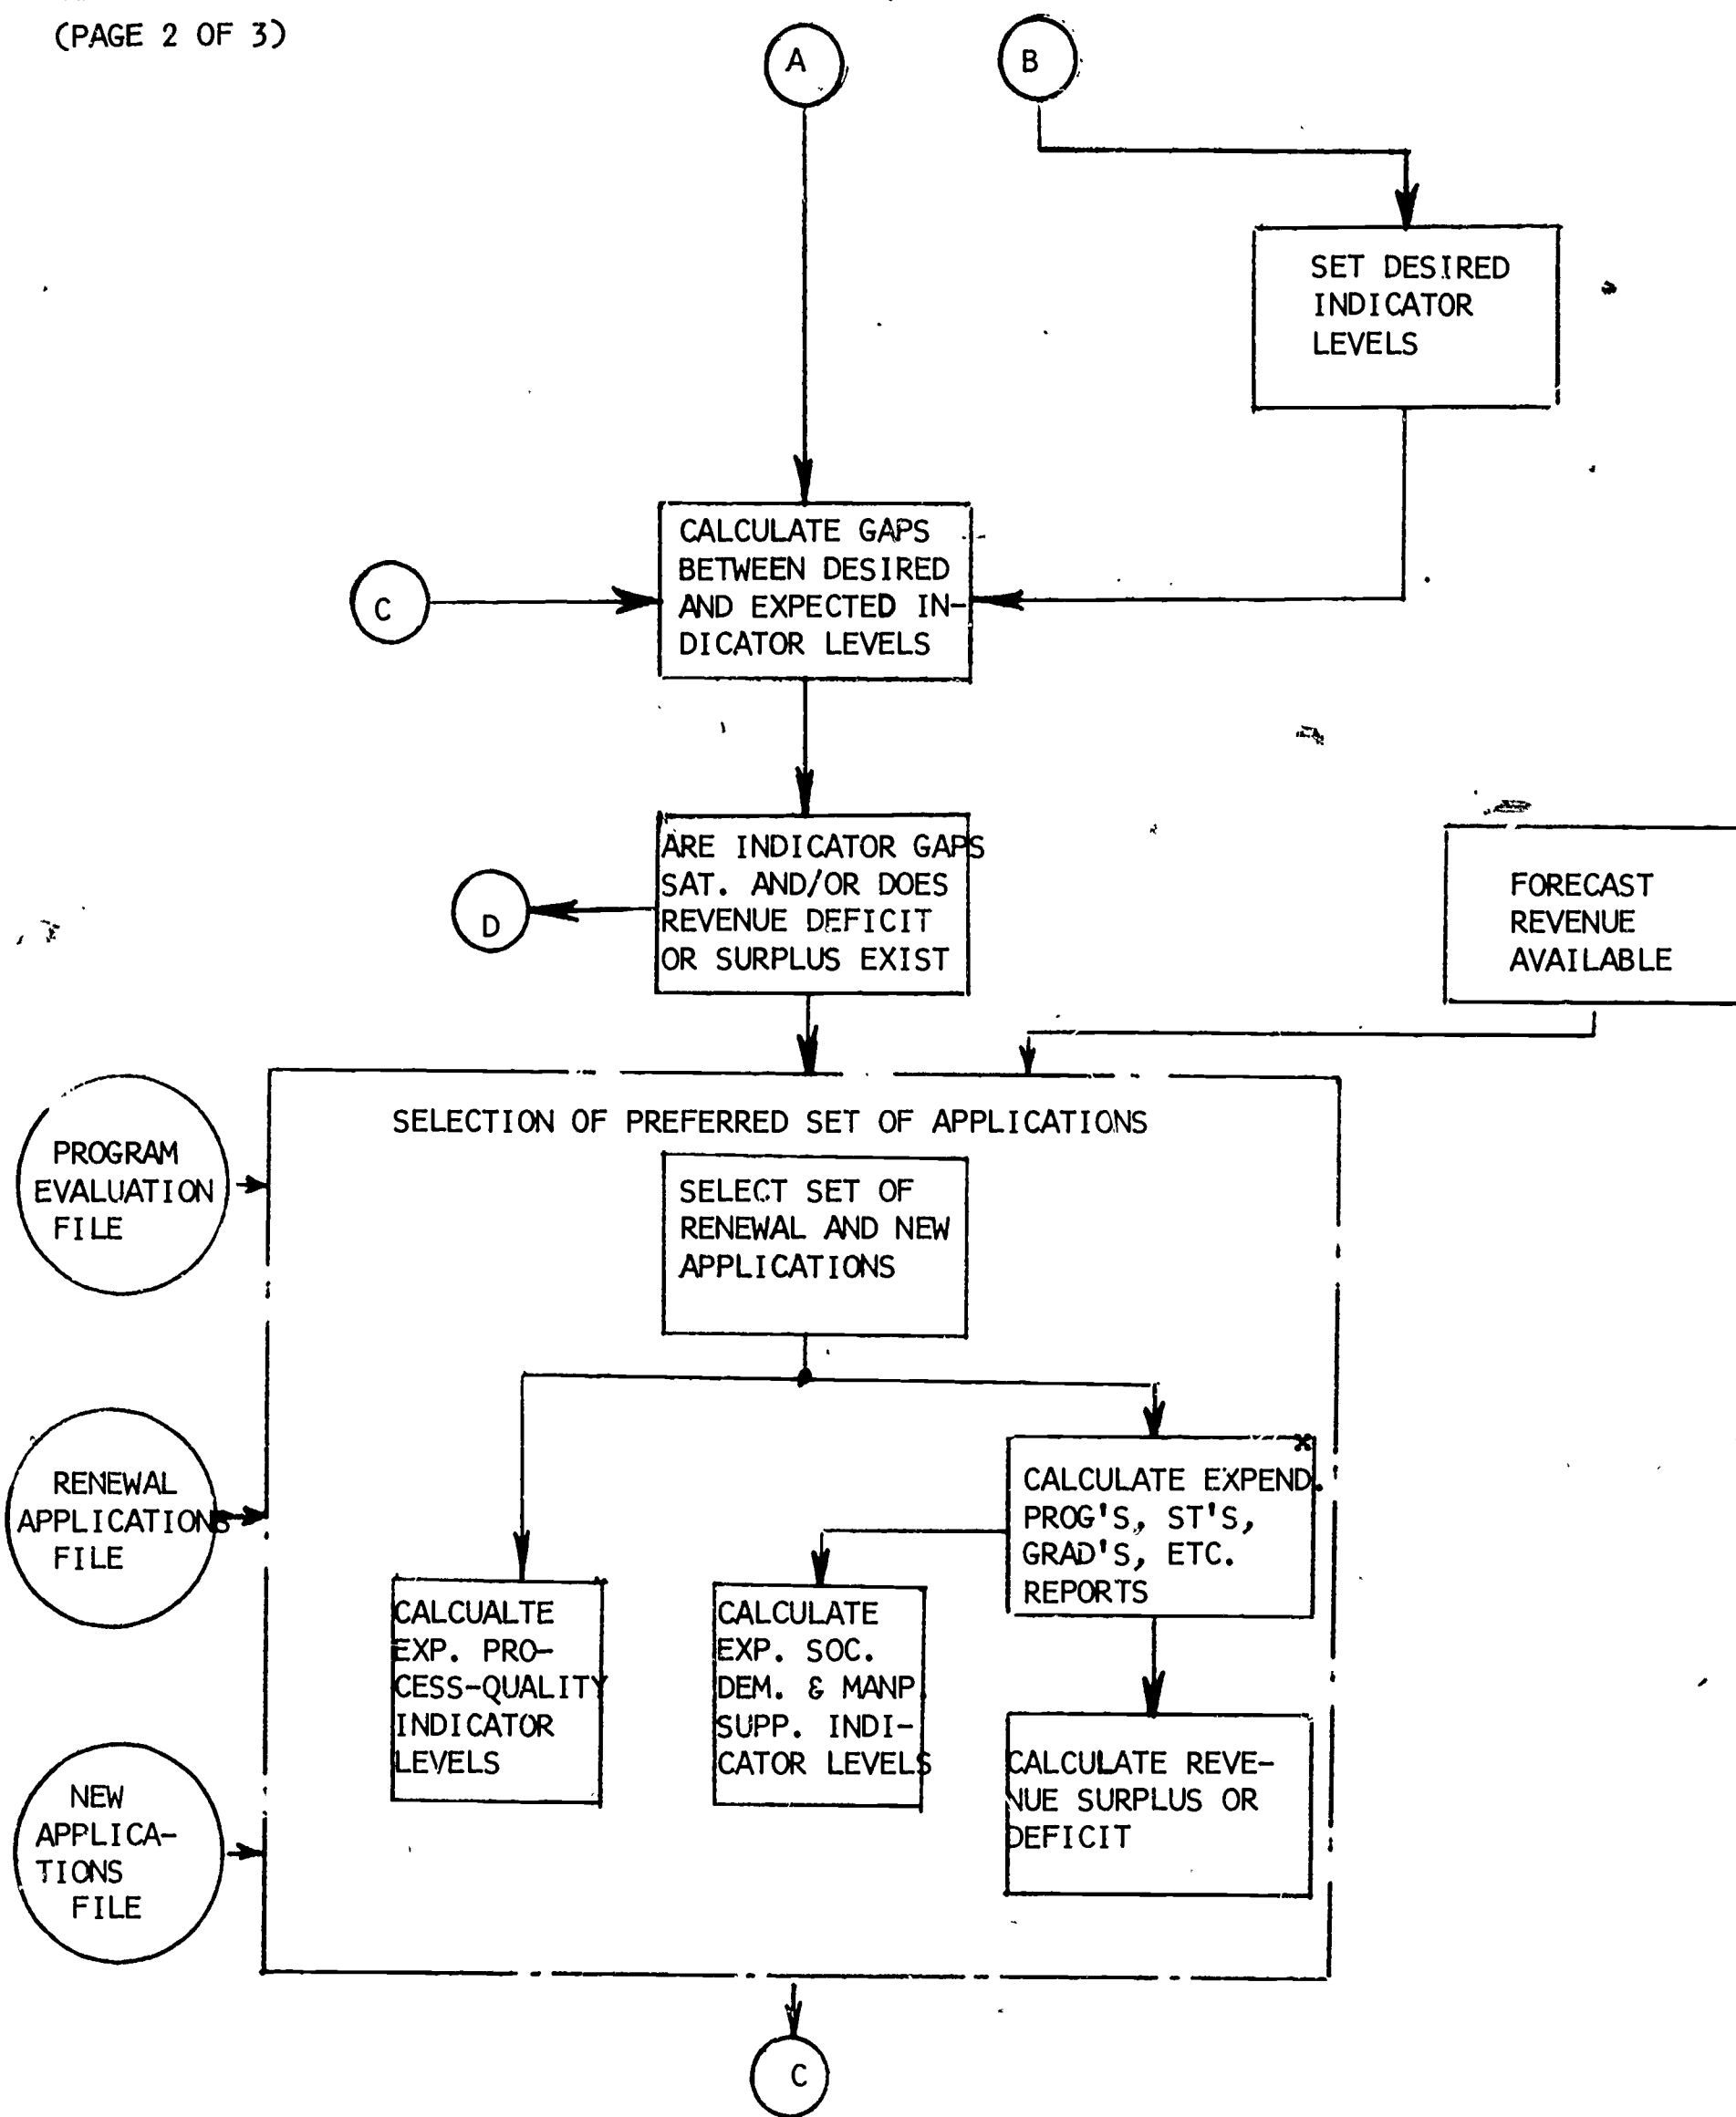 (PAGE 2 OF 3)
A
B
SET DESIRED
INDICATOR
LEVELS
CALCULATE GAPS
BETWEEN DESIRED
AND EXPECTED IN-
DICATOR LEVELS
C
ARE INDICATOR GAPS
SAT. AND/OR DOES
REVENUE DEFICIT
OR SURPLUS EXIST
D
FORECAST
REVENUE
AVAILABLE
SELECTION OF PREFERRED SET OF APPLICATIONS
PROGRAM
EVALUATION
FILE
SELECT SET OF
RENEWAL AND NEW
APPLICATIONS
RENEWAL
APPLICATIONS
FILE
x
CALCULATE EXPEND.
PROG'S, ST'S,
GRAD'S, ETC.
REPORTS
CALCUALTE
EXP. PRO-
CESS-QUALITY
INDICATOR
LEVELS
CALCULATE
EXP. SOC.
DEM. & MANP
SUPP. INDI-
CATOR LEVELS
CALCULATE REVE-
NUE SURPLUS OR
DEFICIT
NEW
APPLICA-
TIONS
FILE
C